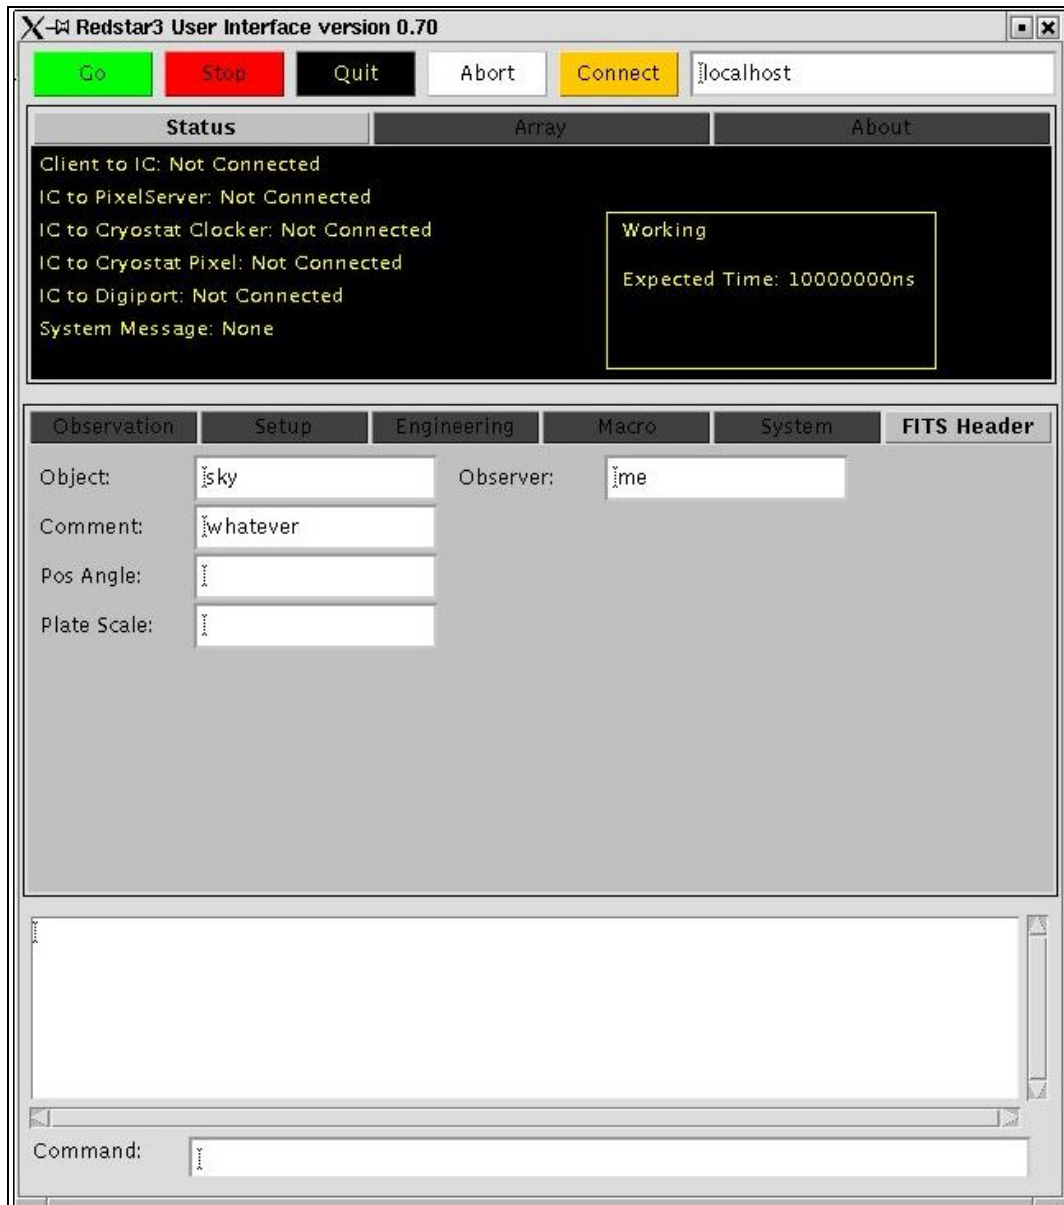 Redstar3 User Interface version 0.70
Go Stop Quit Abort Connect localhost
Status Array About
Client to IC: Not Connected
IC to PixelServer: Not Connected
IC to Cryostat Clocker: Not Connected
IC to Cryostat Pixel: Not Connected
IC to Digiport: Not Connected
System Message: None
Working
Expected Time: 10000000ns
Observation Setup Engineering Macro System FITS Header
Object: sky Observer: me
Comment: whatever
Pos Angle:
Plate Scale:
Command: